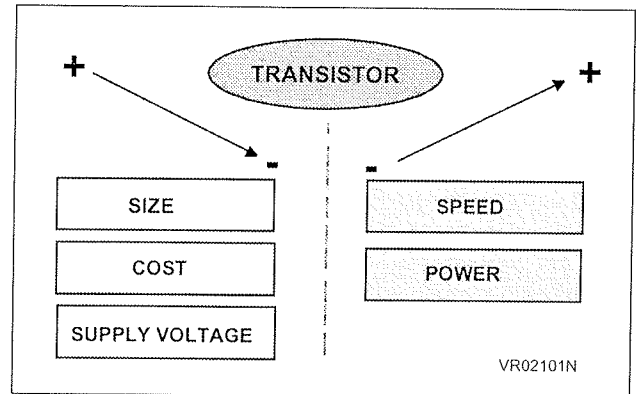 TRANSISTOR
+
+
-
-
SIZE
SPEED
COST
POWER
SUPPLY VOLTAGE
VR02101N